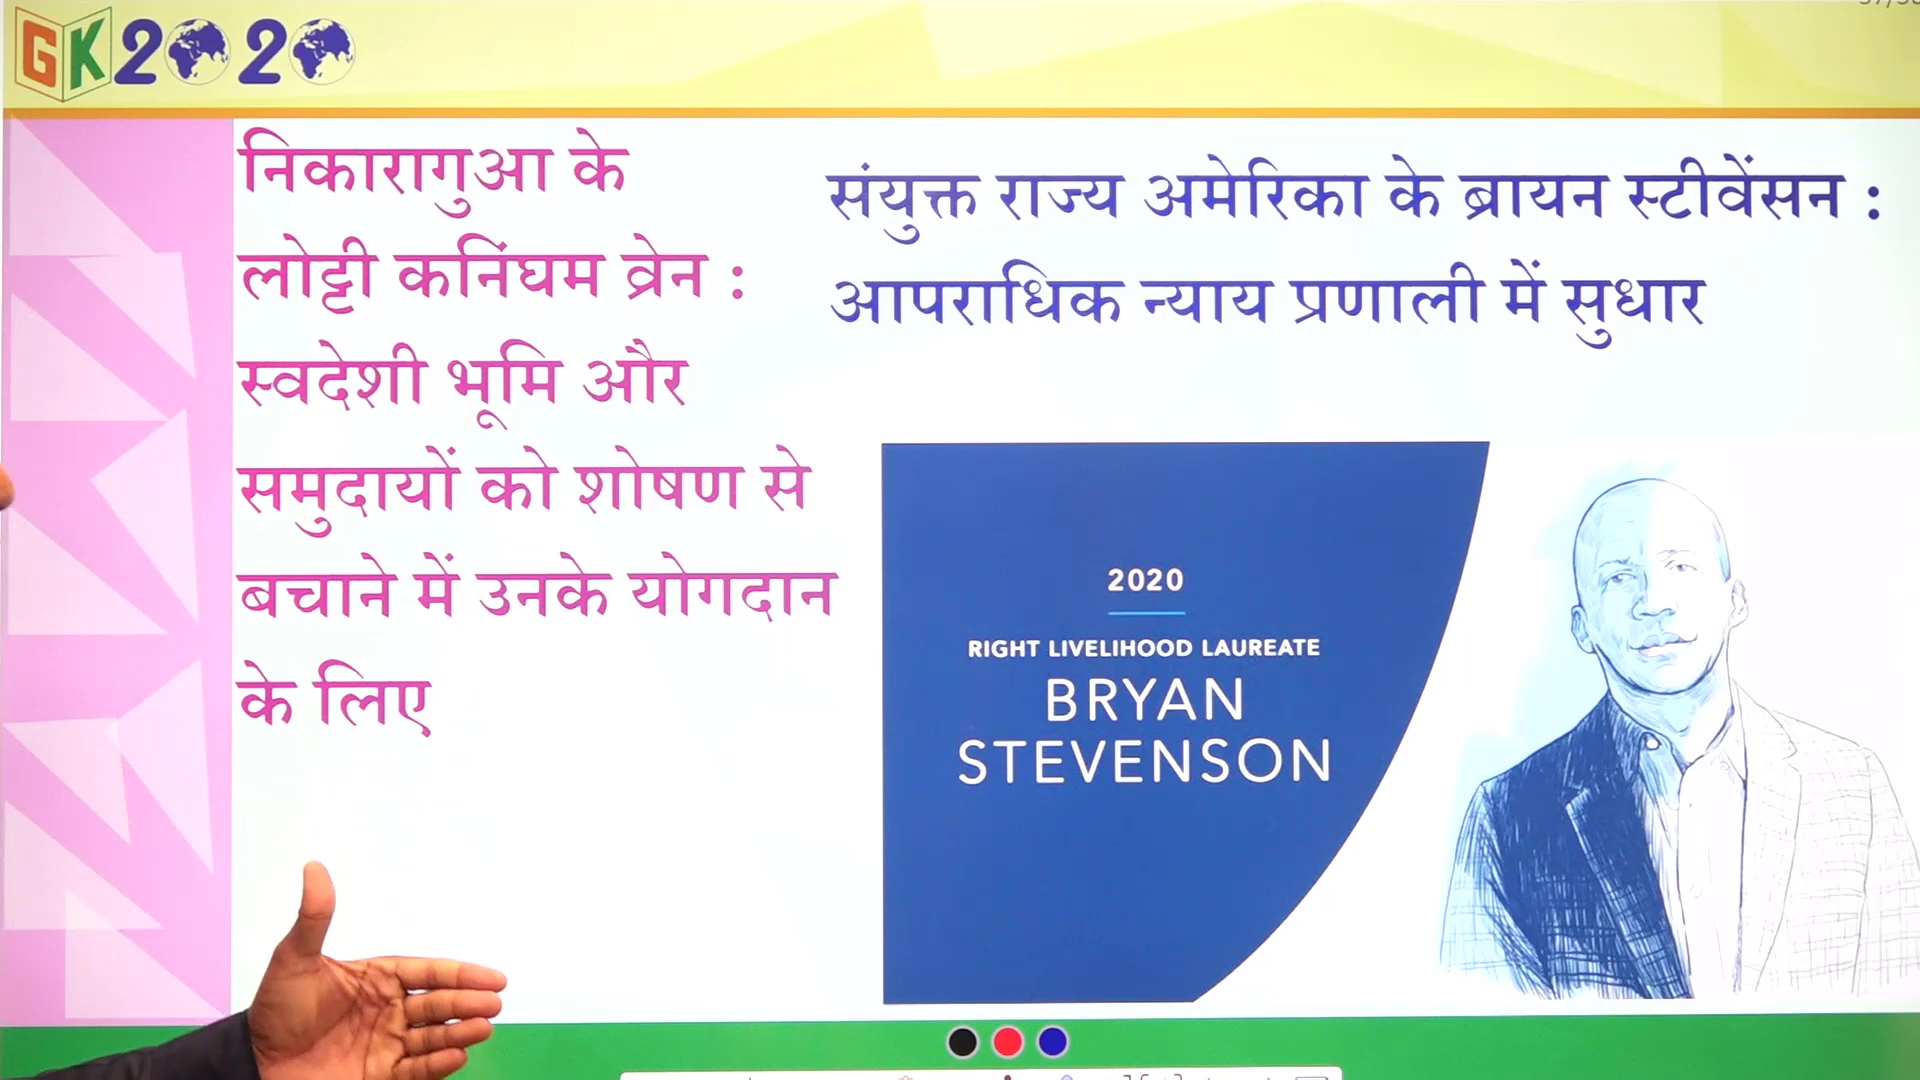 GK2020
निकारागुआ के
लोट्टी कनिंघम व्रेन :
स्वदेशी भूमि और
समुदायों को शोषण से
बचाने में उनके योगदान
के लिए
संयुक्त राज्य अमेरिका के ब्रायन स्टीवेंसन :
आपराधिक न्याय प्रणाली में सुधार
2020
RIGHT LIVELIHOOD LAUREATE
BRYAN
STEVENSON